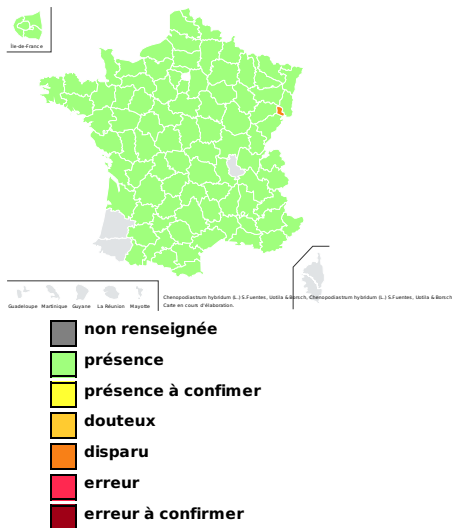 Île-de-France
Guadeloupe Martinique Guyane La Réunion Mayotte
Chenopodiastrum hybridum (L.) S.Fuentes, Uotila & Borsch, Chenopodiastrum hybridum (L.) S.Fuentes, Uotila & Borsch
Carte en cours d'élaboration.
non renseignée
présence
présence à confimer
douteux
disparu
erreur
erreur à confirmer